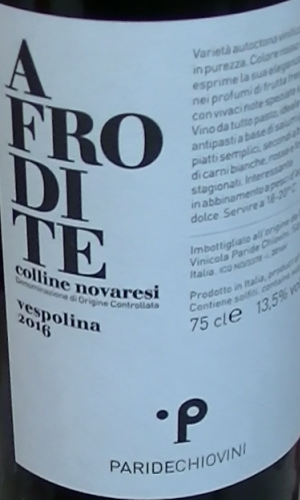 A
FRO
DI
TE
colline novaresi
Denominazione di Origine Controllata
vespolina
2016
Varietà autoctona
in purezza. Colore
esprime la sua
nei profumi di frutta
con vivaci note speziate
Vino da tutto pasto,
antipasti a base di
piatti semplici, secondi
di carni bianche, rosse e
stagionati. Interessante
in abbinamento a
dolce. Servire a 18-20°
Imbottigliato all'origine
Vinicola Paride Chiovini,
Italia.
Prodotto in Italia,
Contiene solfiti,
75 cl e 13,5% vo
P
PARIDECHIOVINI